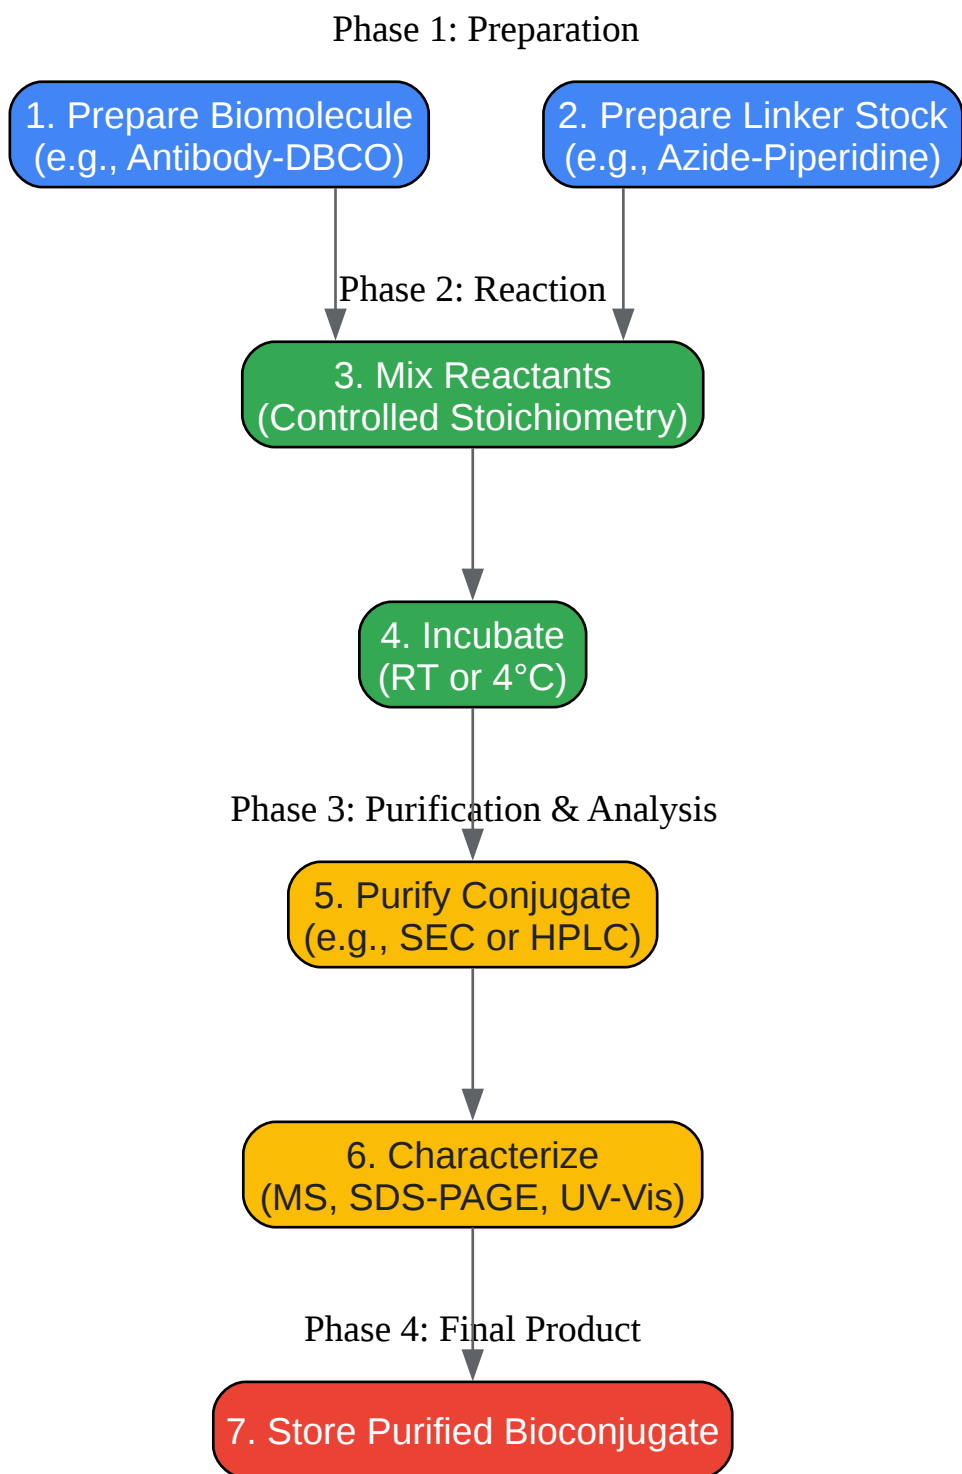 Phase 1: Preparation
1. Prepare Biomolecule
(e.g., Antibody-DBCO)
2. Prepare Linker Stock
(e.g., Azide-Piperidine)
Phase 2: Reaction
3. Mix Reactants
(Controlled Stoichiometry)
4. Incubate
(RT or 4°C)
Phase 3: Purification & Analysis
5. Purify Conjugate
(e.g., SEC or HPLC)
6. Characterize
(MS, SDS-PAGE, UV-Vis)
Phase 4: Final Product
7. Store Purified Bioconjugate